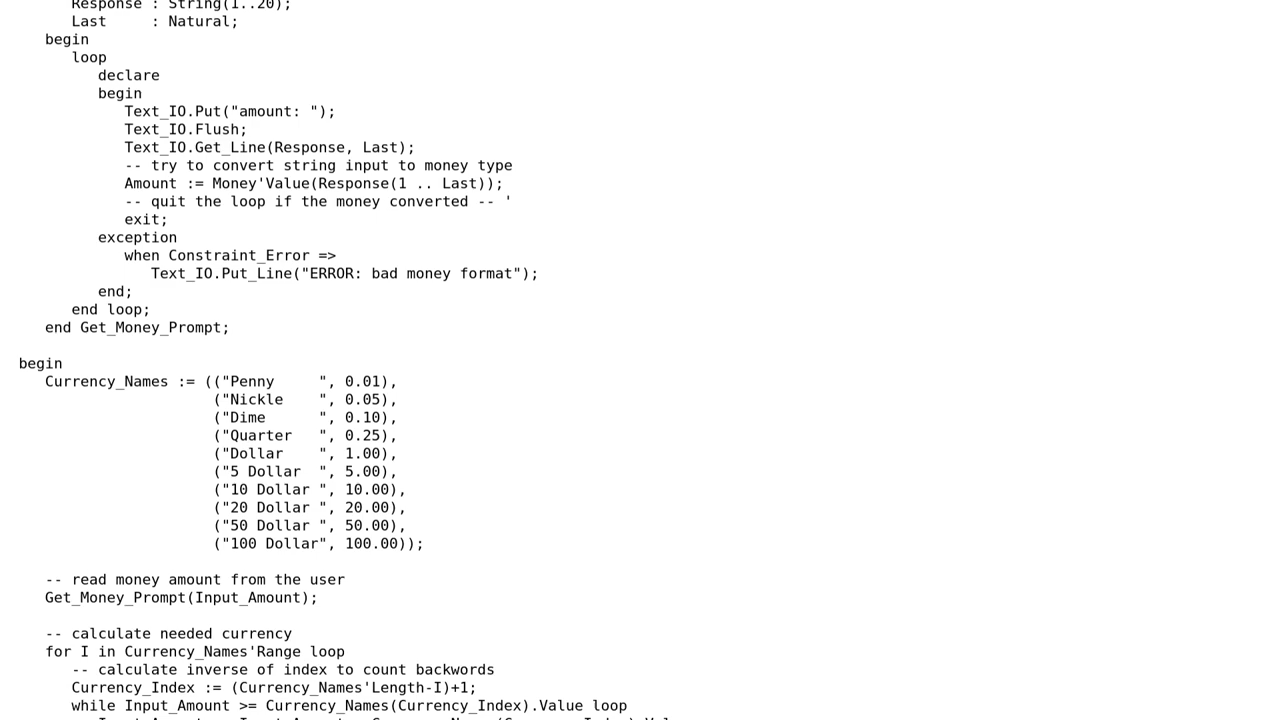 Response : String(1..20);
Last     : Natural;
begin
loop
declare
begin
Text_IO.Put("amount: ");
Text_IO.Flush;
Text_IO.Get_Line(Response, Last);
-- try to convert string input to money type
Amount := Money'Value(Response(1 .. Last));
-- quit the loop if the money converted -- '
exit;
exception
when Constraint_Error =>
Text_IO.Put_Line("ERROR: bad money format");
end;
end loop;
end Get_Money_Prompt;
begin
Currency_Names := (("Penny     ", 0.01),
("Nickle    ", 0.05),
("Dime      ", 0.10),
("Quarter   ", 0.25),
("Dollar    ", 1.00),
("5 Dollar  ", 5.00),
("10 Dollar ", 10.00),
("20 Dollar ", 20.00),
("50 Dollar ", 50.00),
("100 Dollar", 100.00));
-- read money amount from the user
Get_Money_Prompt(Input_Amount);
-- calculate needed currency
for I in Currency_Names'Range loop
-- calculate inverse of index to count backwords
Currency_Index := (Currency_Names'Length-I)+1;
while Input_Amount >= Currency_Names(Currency_Index).Value loop